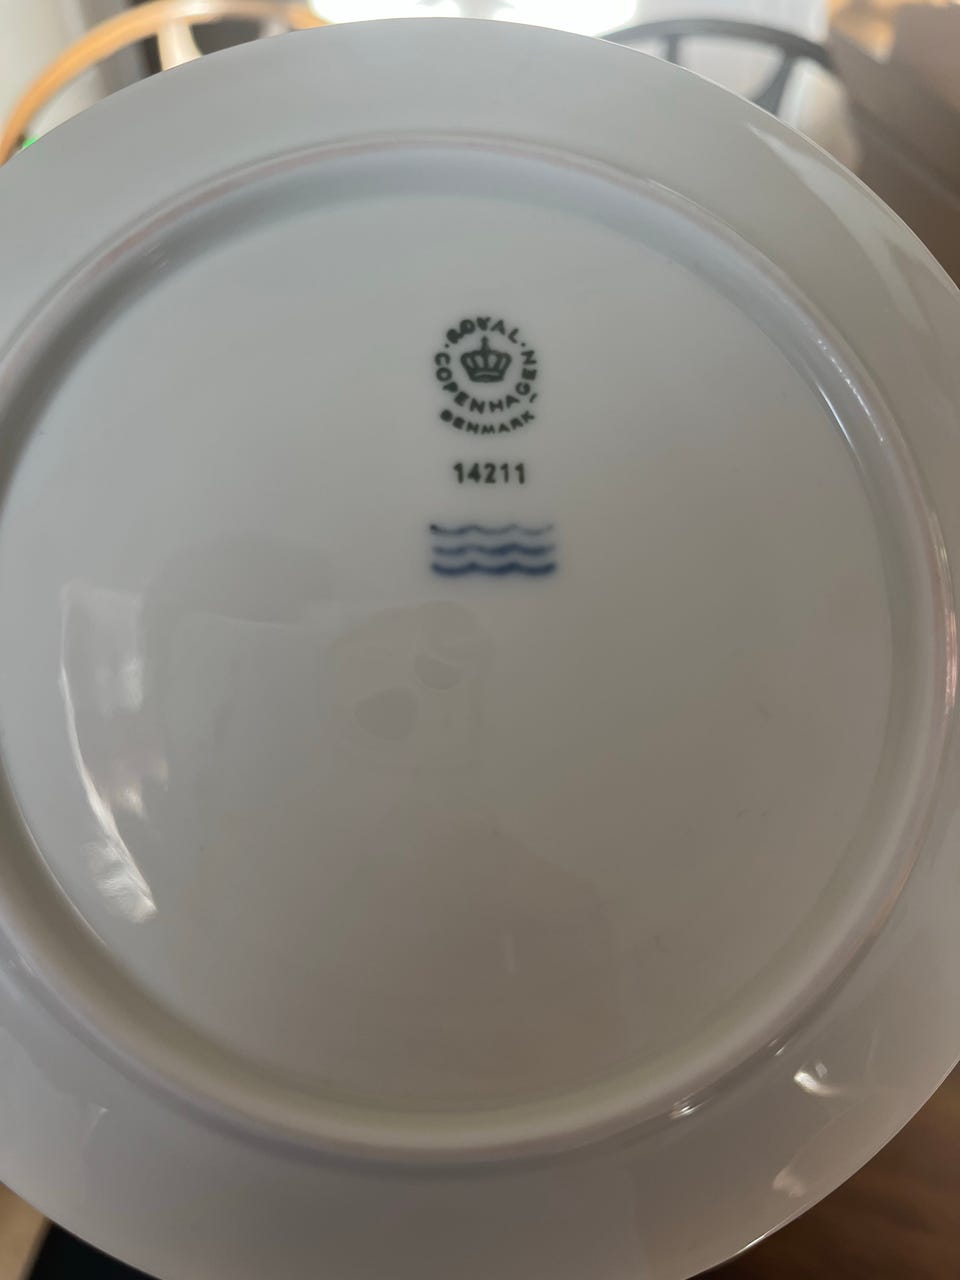 ROYAL
COPENHAGEN
DENMARK
14211